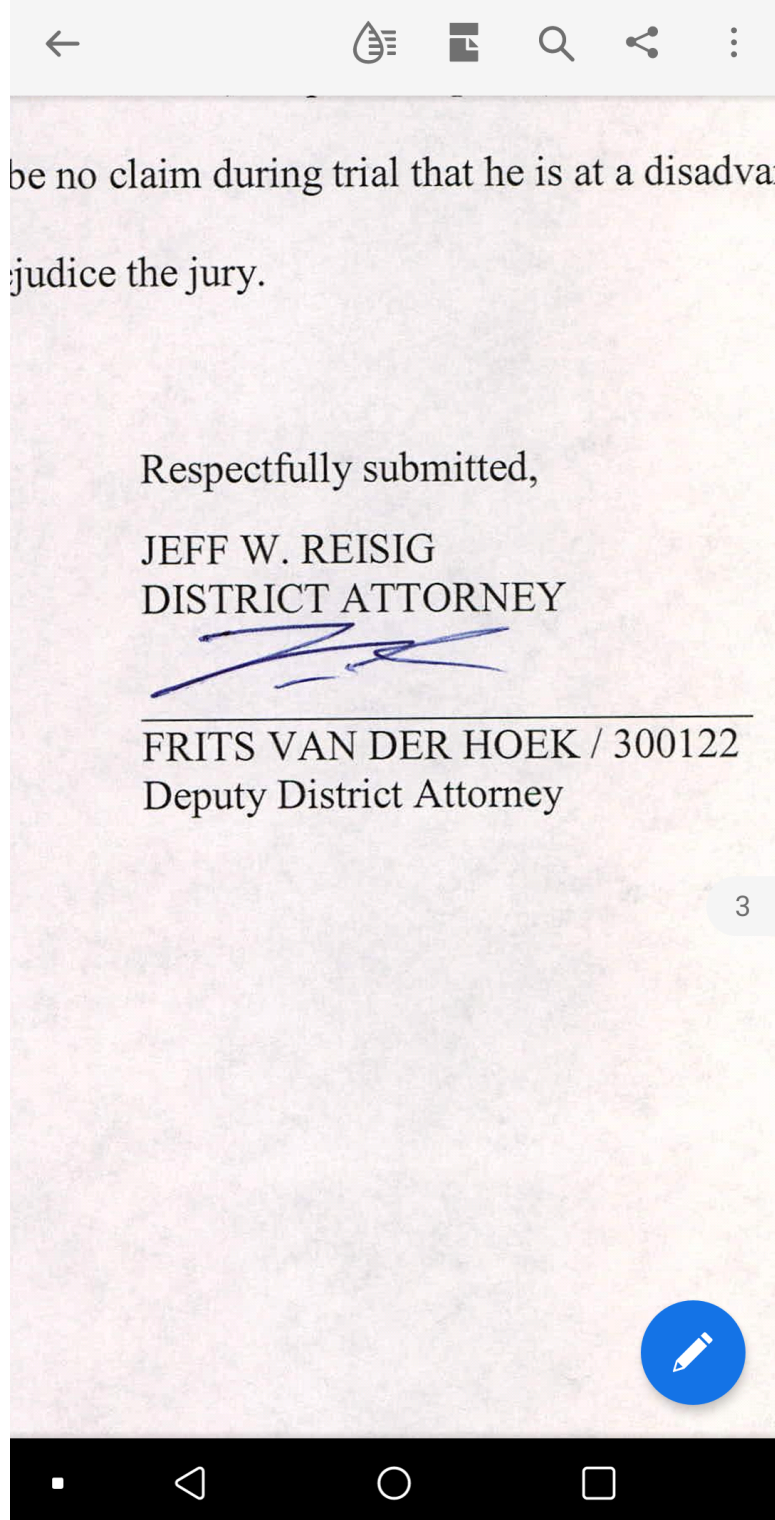 be no claim during trial that he is at a
judice the jury.
Respectfully submitted,
JEFF W. REISIG
DISTRICT ATTORNEY
FRITS VAN DER HOEK / 300122
Deputy District Attorney
3